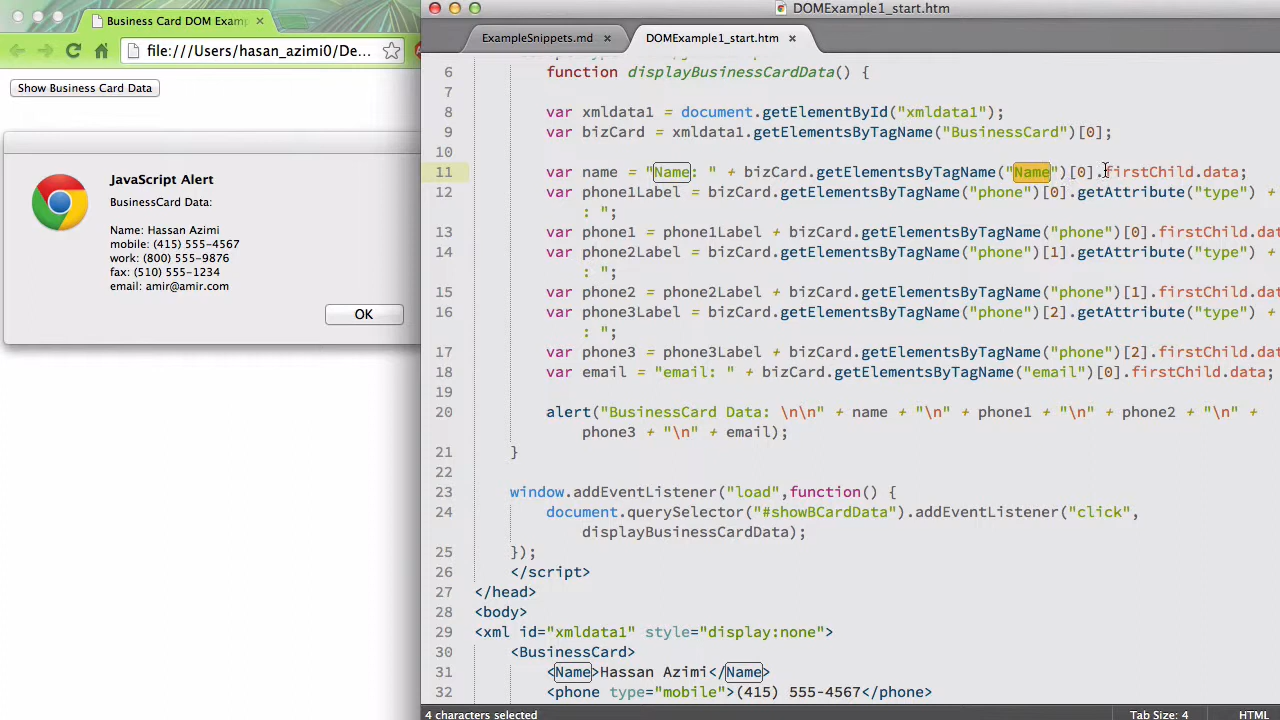 Business Card DOM Examp
file:///Users/hasan_azimi0/De...
Show Business Card Data
JavaScript Alert
BusinessCard Data:
Name: Hassan Azimi
mobile: (415) 555-4567
work: (800) 555-9876
fax: (510) 555-1234
email: amir@amir.com
OK
DOMExample1_start.htm
ExampleSnippets.md
DOMExample1_start.htm
6 function displayBusinessCardData() {
7
8 var xmldata1 = document.getElementById("xmldata1");
9 var bizCard = xmldata1.getElementsByTagName("BusinessCard")[0];
10
11 var name = "Name: " + bizCard.getElementsByTagName("Name")[0].firstChild.data;
12 var phone1Label = bizCard.getElementsByTagName("phone")[0].getAttribute("type") +
: ";
13 var phone1 = phone1Label + bizCard.getElementsByTagName("phone")[0].firstChild.dat
14 var phone2Label = bizCard.getElementsByTagName("phone")[1].getAttribute("type") +
: ";
15 var phone2 = phone2Label + bizCard.getElementsByTagName("phone")[1].firstChild.dat
16 var phone3Label = bizCard.getElementsByTagName("phone")[2].getAttribute("type") +
: ";
17 var phone3 = phone3Label + bizCard.getElementsByTagName("phone")[2].firstChild.dat
18 var email = "email: " + bizCard.getElementsByTagName("email")[0].firstChild.data;
19
20 alert("BusinessCard Data: \n\n" + name + "\n" + phone1 + "\n" + phone2 + "\n" +
phone3 + "\n" + email);
21 }
22
23 window.addEventListener("load",function() {
24 document.querySelector("#showBCardData").addEventListener("click",
displayBusinessCardData);
25 });
26 </script>
27 </head>
28 <body>
29 <xml id="xmldata1" style="display:none">
30 <BusinessCard>
31 <Name>Hassan Azimi</Name>
32 <phone type="mobile">(415) 555-4567</phone>
4 characters selected
Tab Size: 4
HTML